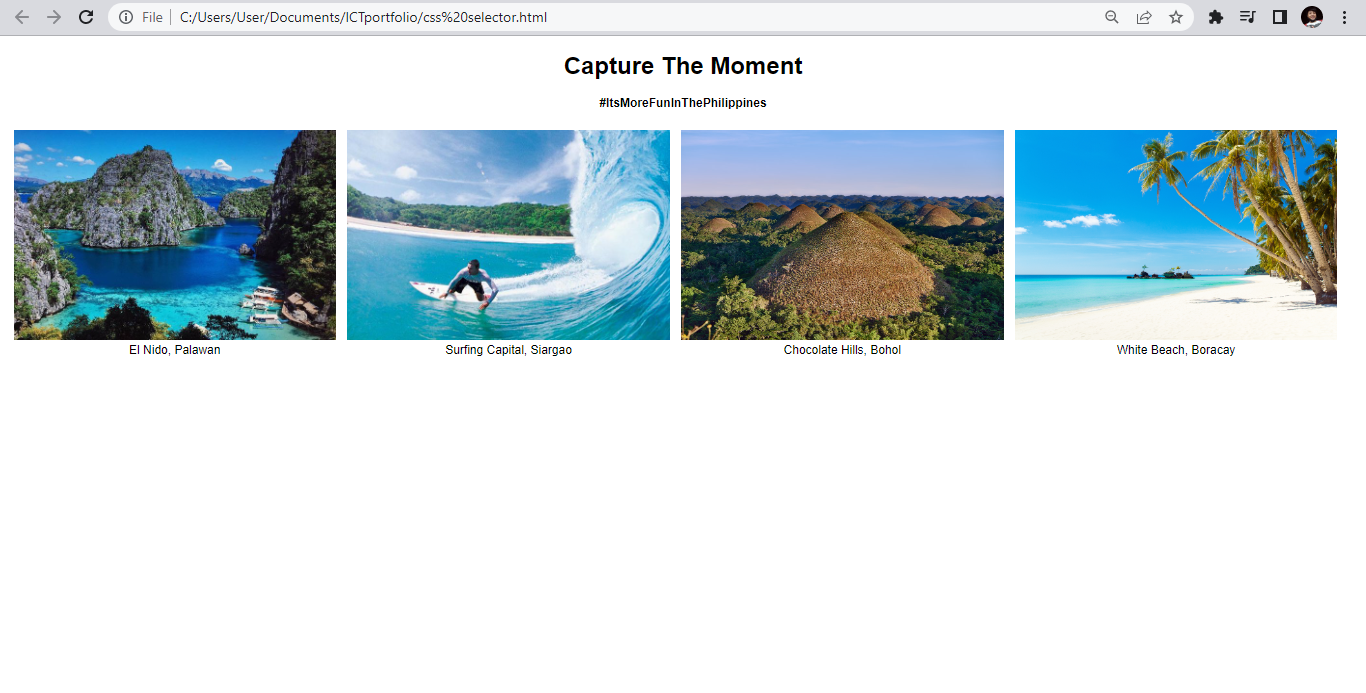 File
C:/Users/User/Documents/ICTportfolio/css%20selector.html
Capture The Moment
#ItsMoreFunInThePhilippines
El Nido, Palawan
Surfing Capital, Siargao
Chocolate Hills, Bohol
White Beach, Boracay